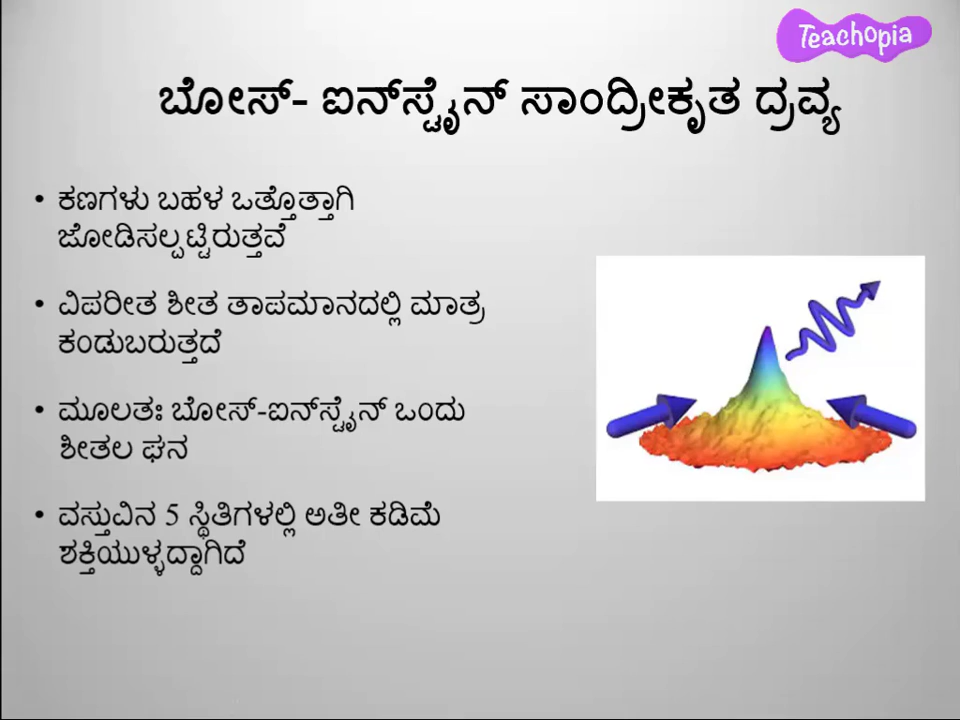 Teachopia
ಬೋಸ್- ಐನ್‌ಸ್ಟೈನ್ ಸಾಂದ್ರೀಕೃತ ದ್ರವ್ಯ
• ಕಣಗಳು ಬಹಳ ಒತ್ತೊತ್ತಾಗಿ
ಜೋಡಿಸಲ್ಪಟ್ಟಿರುತ್ತವೆ
• ವಿಪರೀತ ಶೀತ ತಾಪಮಾನದಲ್ಲಿ ಮಾತ್ರ
ಕಂಡುಬರುತ್ತದೆ
• ಮೂಲತಃ ಬೋಸ್-ಐನ್‌ಸ್ಟೈನ್ ಒಂದು
ಶೀತಲ ಘನ
• ವಸ್ತುವಿನ 5 ಸ್ಥಿತಿಗಳಲ್ಲಿ ಅತೀ ಕಡಿಮೆ
ಶಕ್ತಿಯುಳ್ಳದ್ದಾಗಿದೆ